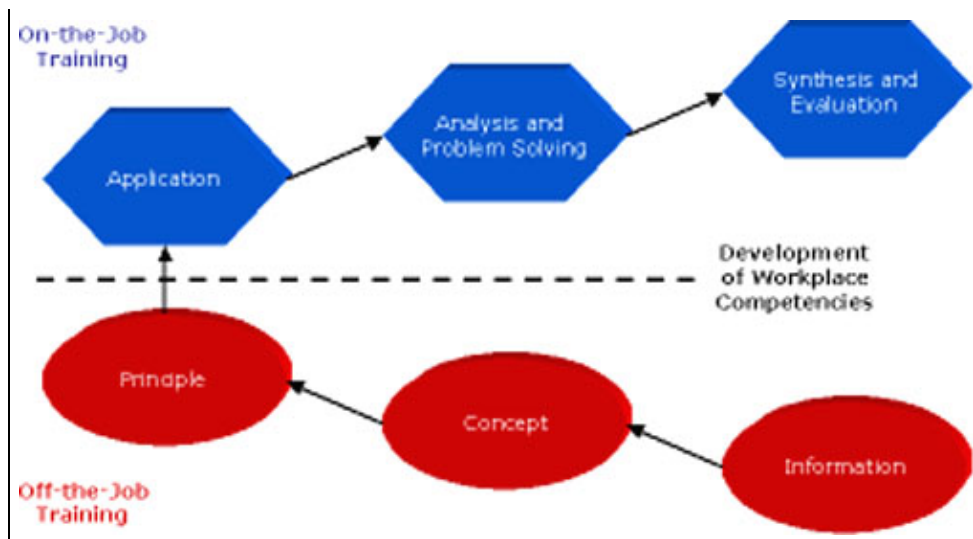 On-the-Job
Training
Synthesis and
Evaluation
Analysis and
Problem Solving
Application
Development
of Workplace
Competencies
Principle
Concept
Information
Off-the-Job
Training